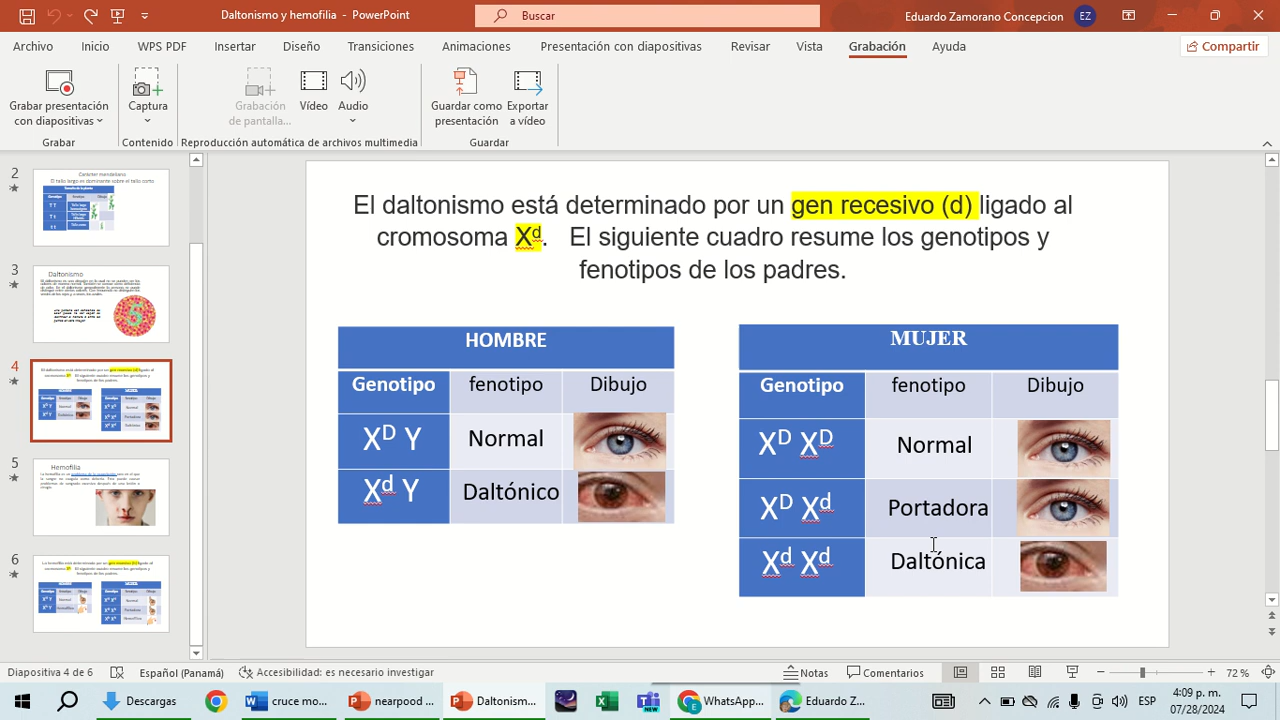 Daltonismo y hemofilia - PowerPoint
Buscar
Eduardo Zamorano Concepcion
EZ
Archivo
Inicio
WPS PDF
Insertar
Diseño
Transiciones
Animaciones
Presentación con diapositivas
Revisar
Vista
Grabación
Ayuda
Compartir
Grabar presentación
con diapositivas
Captura
Grabación
de pantalla...
Vídeo
Audio
Guardar como
presentación
Exportar
a vídeo
Grabar
Contenido
Reproducción automática de archivos multimedia
Guardar
2
3
Daltonismo
4
5
Hemofilia
6
El daltonismo está determinado por un gen recesivo (d) ligado al
cromosoma Xᵈ. El siguiente cuadro resume los genotipos y
fenotipos de los padres.
HOMBRE
Genotipo fenotipo Dibujo
Xᴰ Y Normal
Xᵈ Y Daltónico
MUJER
Genotipo fenotipo Dibujo
Xᴰ Xᴰ Normal
Xᴰ Xᵈ Portadora
Xᵈ Xᵈ Daltónica
Diapositiva 4 de 6
Español (Panamá)
Accesibilidad: es necesario investigar
Notas
Comentarios
72 %
Descargas
cruce mo...
nearpood ...
Daltonism...
NEW
WhatsApp...
Eduardo Z...
ESP
4:09 p. m.
07/28/2024